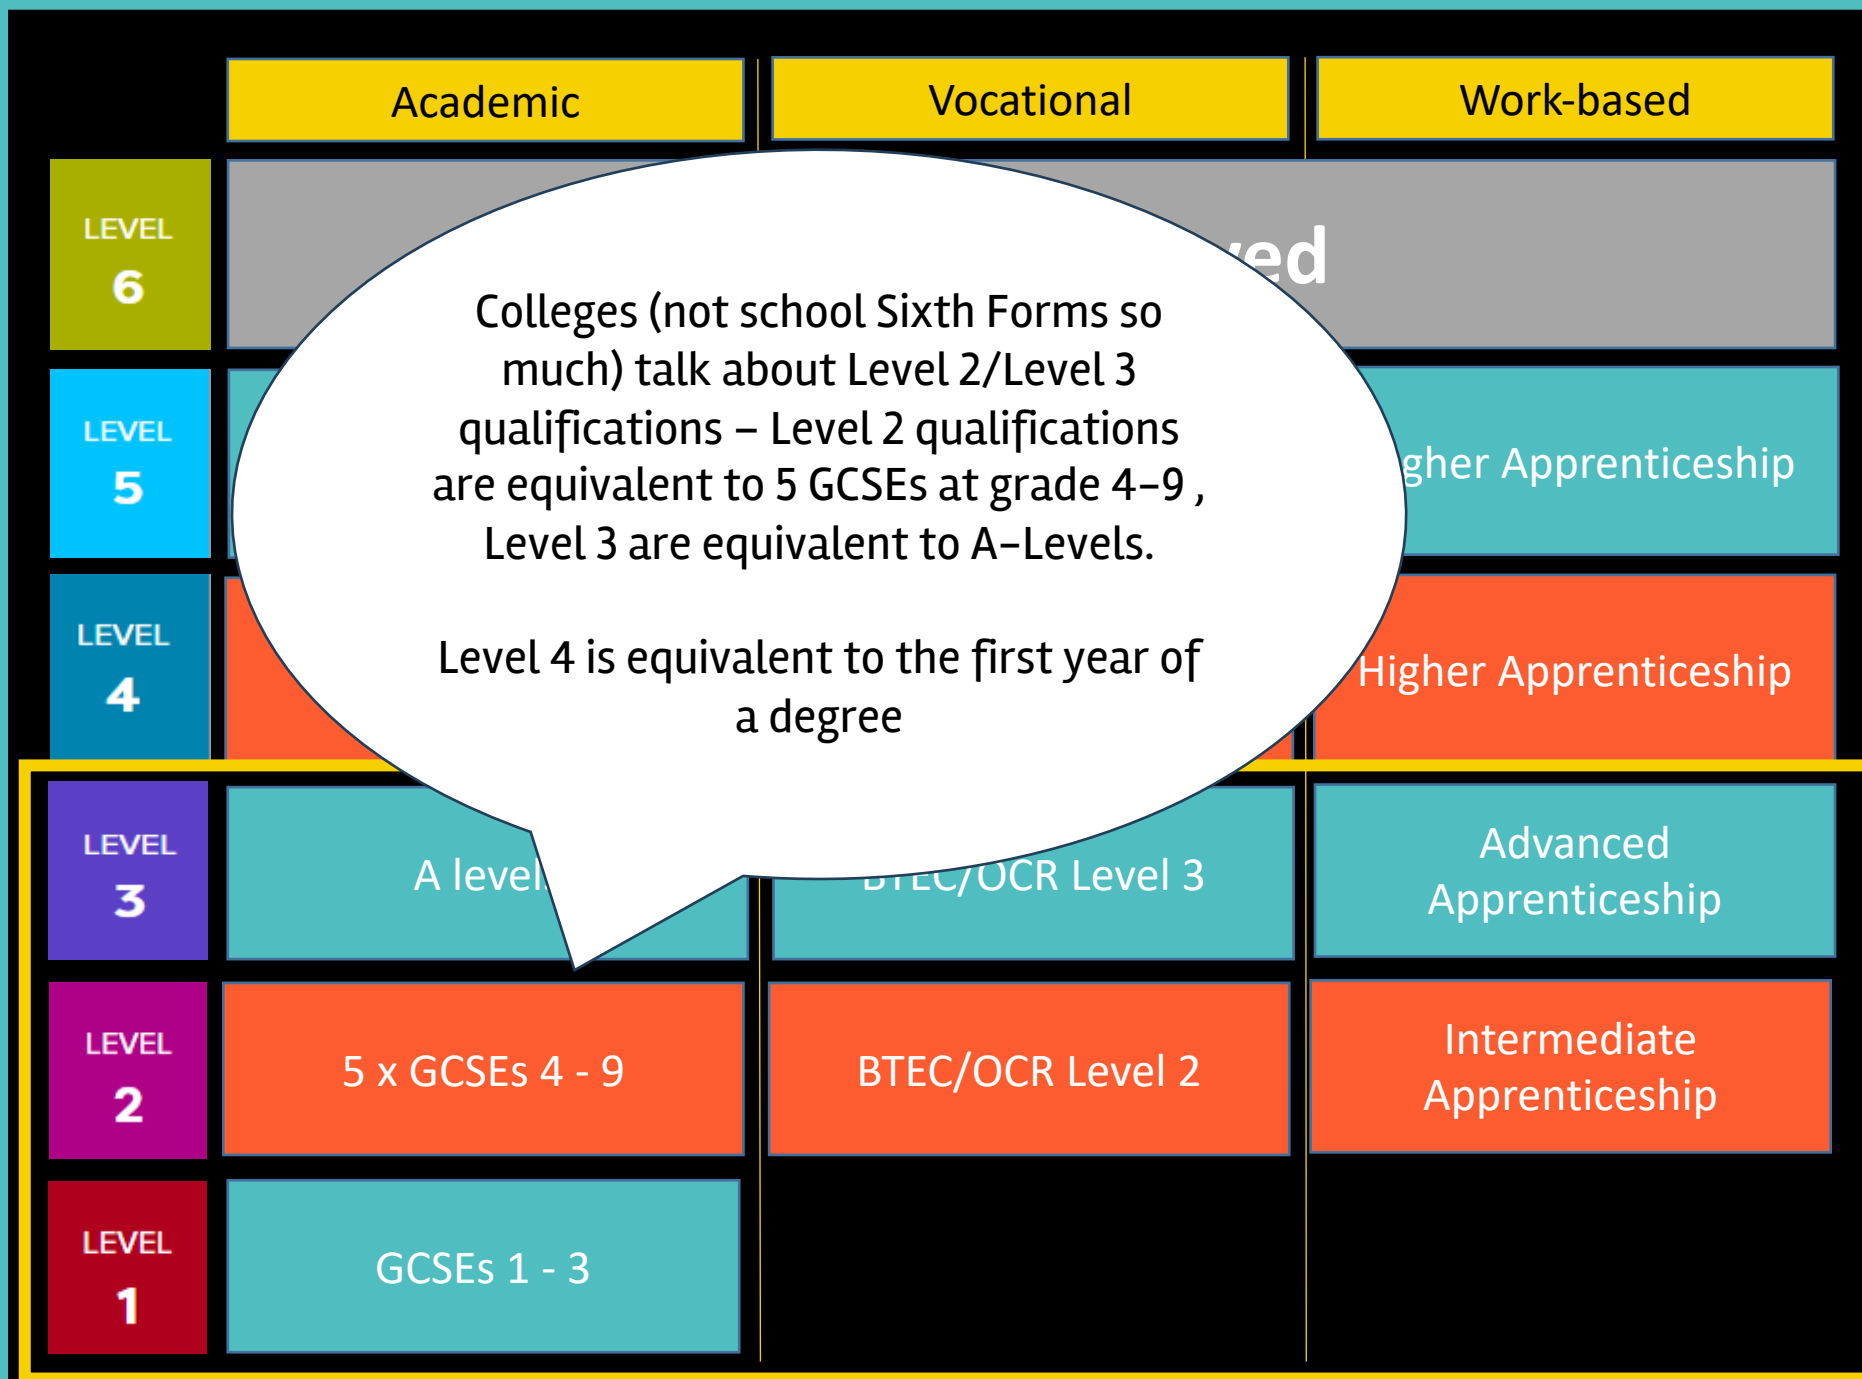 Academic
Vocational
Work-based
LEVEL
6
Colleges (not school Sixth Forms so
much) talk about Level 2/Level 3
qualifications – Level 2 qualifications
are equivalent to 5 GCSEs at grade 4–9 ,
Level 3 are equivalent to A–Levels.
Level 4 is equivalent to the first year of
a degree
LEVEL
5
Apprenticeship
LEVEL
4
Higher Apprenticeship
LEVEL
3
A
BTEC/OCR Level 3
Advanced
Apprenticeship
LEVEL
2
5 x GCSEs 4 - 9
BTEC/OCR Level 2
Intermediate
Apprenticeship
LEVEL
1
GCSEs 1 - 3